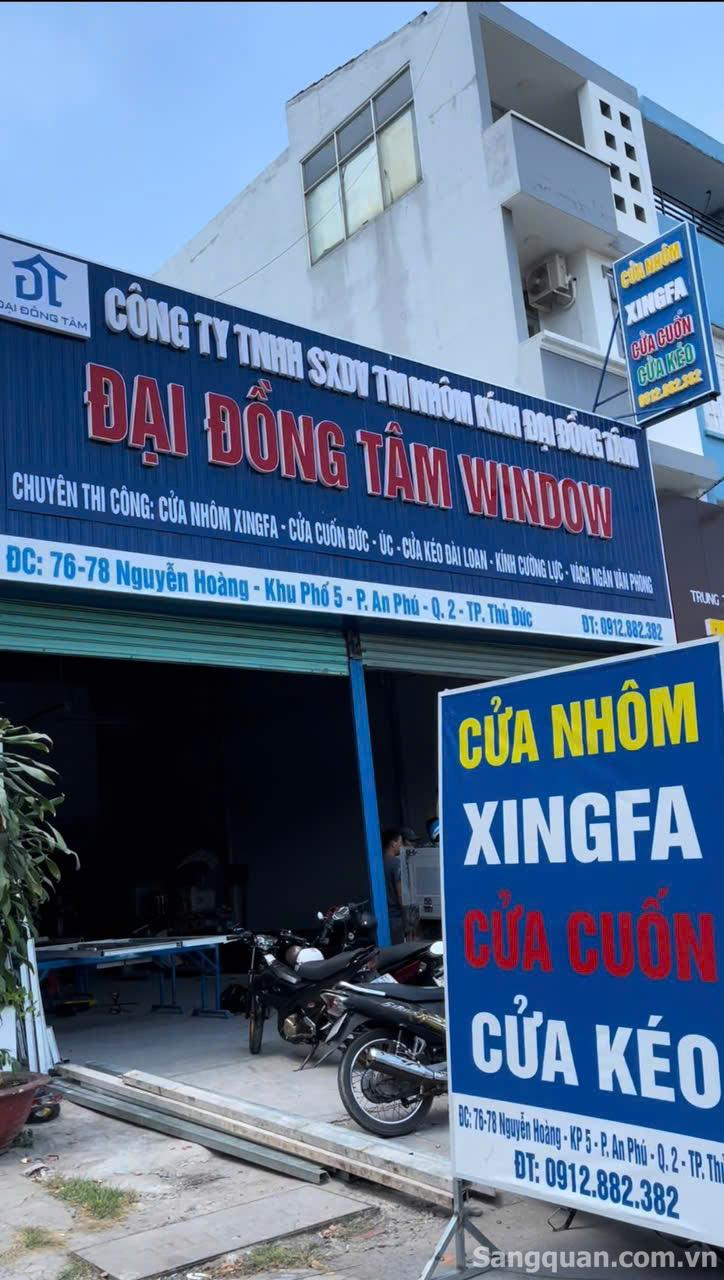 ĐẠI ĐỒNG TÂM
CÔNG TY TNHH SXDV TM NHÔM KÍNH ĐẠI ĐỒNG TÂM
ĐẠI ĐỒNG TÂM WINDOW
CHUYÊN THI CÔNG: CỬA NHÔM XINGFA - CỬA CUỐN ĐỨC - ÚC - CỬA KÉO ĐÀI LOAN - KÍNH CƯỜNG LỰC - VÁCH NGĂN VĂN PHÒNG
ĐC: 76-78 Nguyễn Hoàng - Khu Phố 5 - P. An Phú - Q. 2 - TP. Thủ Đức ĐT: 0912.882.382
CỬA NHÔM
XINGFA
CỬA CUỐN
CỬA KÉO
0912.882.382
TRUNG
CỬA NHÔM
XINGFA
CỬA CUỐN
CỬA KÉO
ĐC: 76-78 Nguyễn Hoàng - KP 5 - P. An Phú - Q. 2 - TP. Th
ĐT: 0912.882.382
Sangquan.com.vn